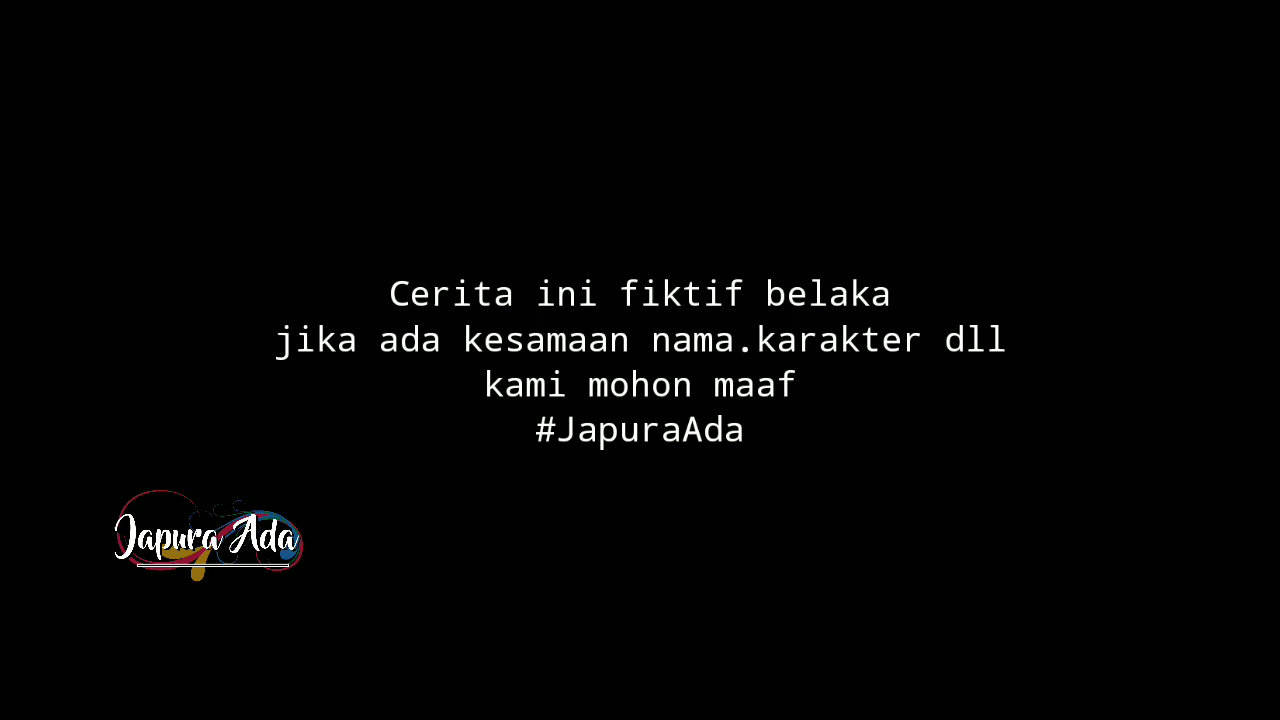 Cerita ini fiktif belaka
jika ada kesamaan nama.karakter dll
kami mohon maaf
#JapuraAda
Japura Ada